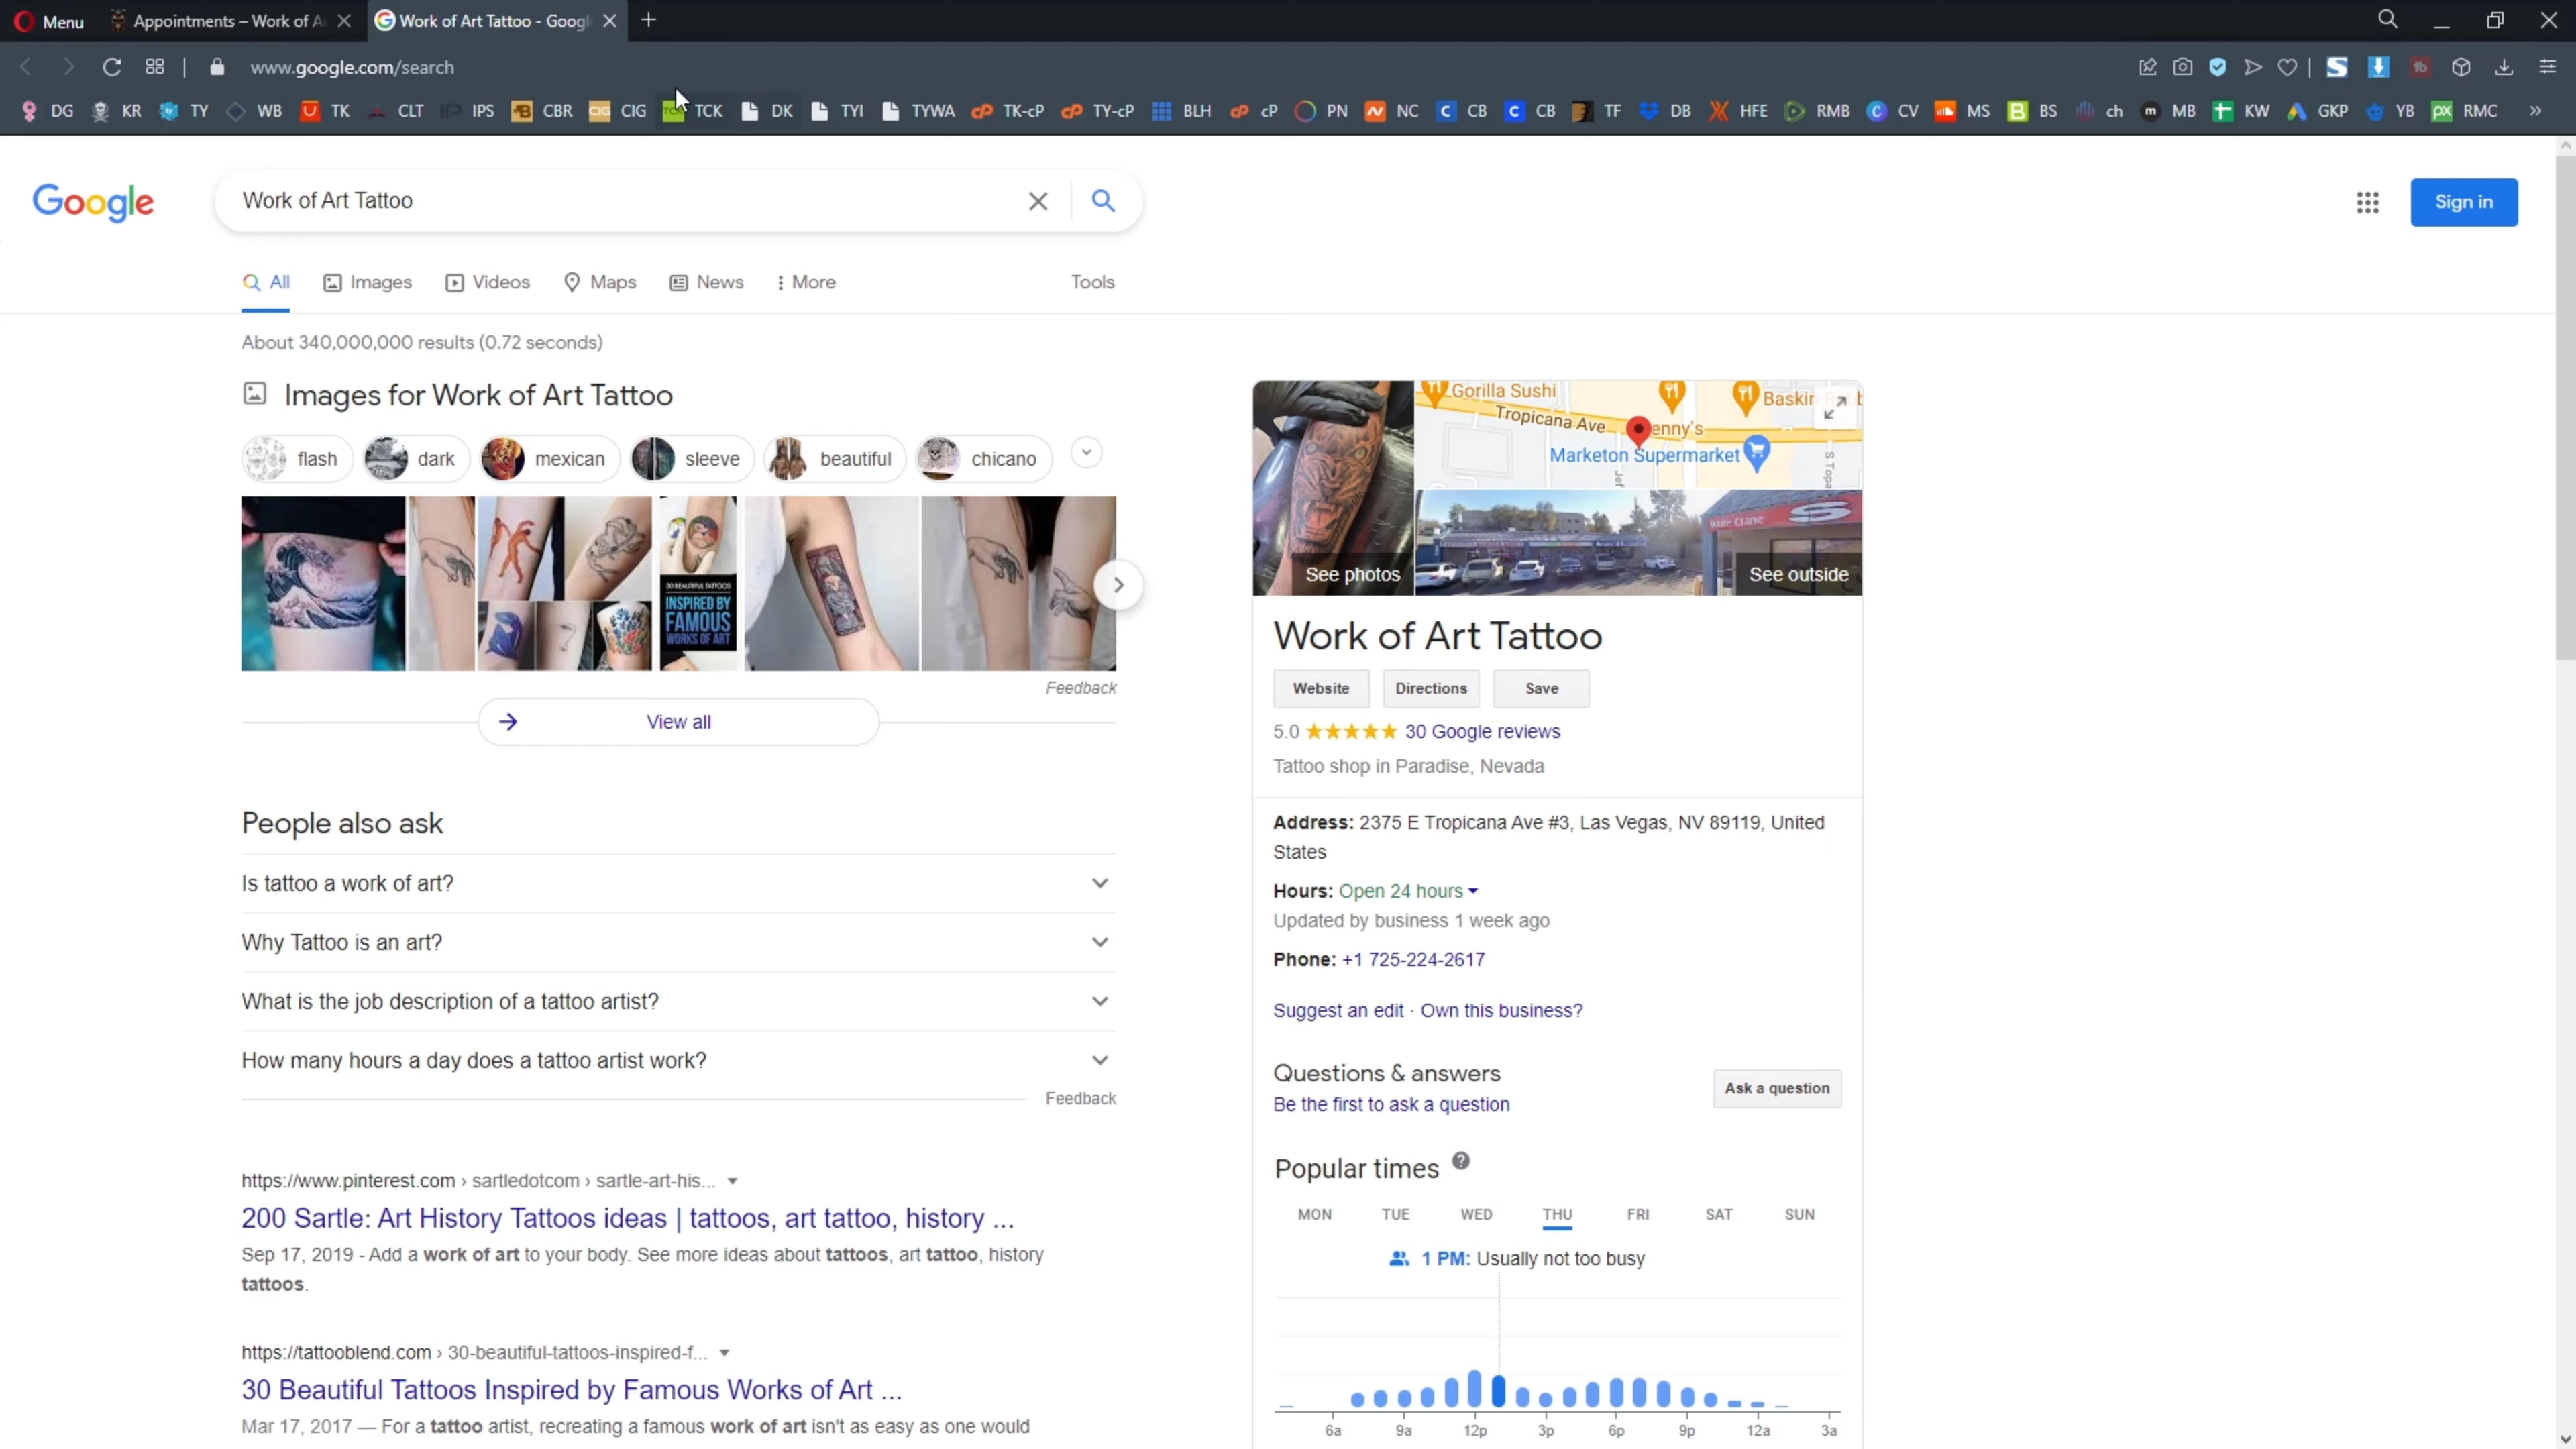 Menu
Appointments – Work of A
Work of Art Tattoo - Googl
www.google.com/search
DG KR TY WB TK CLT IPS CBR CIG TCK DK TYI TYWA TK-cP TY-cP BLH cP PN NC CB CB TF DB HFE RMB CV MS BS ch MB KW GKP YB RMC »
Google
Work of Art Tattoo
Sign in
All Images Videos Maps News More Tools
About 340,000,000 results (0.72 seconds)
Images for Work of Art Tattoo
flash dark mexican sleeve beautiful chicano
30 BEAUTIFUL TATTOOS
INSPIRED BY
FAMOUS
WORKS OF ART
Feedback
View all
People also ask
Is tattoo a work of art?
Why Tattoo is an art?
What is the job description of a tattoo artist?
How many hours a day does a tattoo artist work?
Feedback
https://www.pinterest.com › sartledotcom › sartle-art-his...
200 Sartle: Art History Tattoos ideas | tattoos, art tattoo, history ...
Sep 17, 2019 - Add a work of art to your body. See more ideas about tattoos, art tattoo, history
tattoos.
https://tattooblend.com › 30-beautiful-tattoos-inspired-f...
30 Beautiful Tattoos Inspired by Famous Works of Art ...
Mar 17, 2017 — For a tattoo artist, recreating a famous work of art isn't as easy as one would
Gorilla Sushi
Tropicana Ave
enny's
Baskin
Marketon Supermarket
S Topa
Jef
White Crane
See photos
See outside
Work of Art Tattoo
Website Directions Save
5.0 ★★★★★ 30 Google reviews
Tattoo shop in Paradise, Nevada
Address: 2375 E Tropicana Ave #3, Las Vegas, NV 89119, United
States
Hours: Open 24 hours
Updated by business 1 week ago
Phone: +1 725-224-2617
Suggest an edit · Own this business?
Questions & answers
Be the first to ask a question
Ask a question
Popular times
MON TUE WED THU FRI SAT SUN
1 PM: Usually not too busy
6a 9a 12p 3p 6p 9p 12a 3a